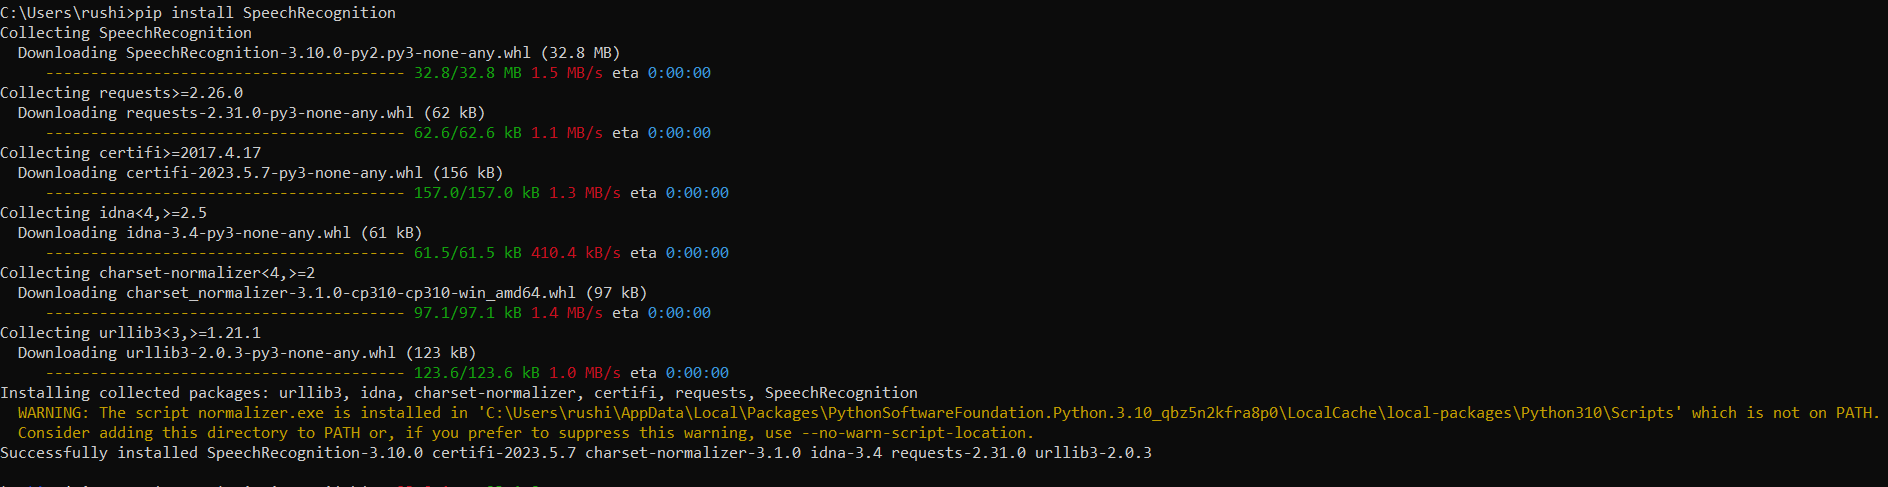 C:\Users\rushi>pip install SpeechRecognition
Collecting SpeechRecognition
  Downloading SpeechRecognition-3.10.0-py2.py3-none-any.whl (32.8 MB)
     ---------------------------------------- 32.8/32.8 MB 1.5 MB/s eta 0:00:00
Collecting requests>=2.26.0
  Downloading requests-2.31.0-py3-none-any.whl (62 kB)
     ---------------------------------------- 62.6/62.6 kB 1.1 MB/s eta 0:00:00
Collecting certifi>=2017.4.17
  Downloading certifi-2023.5.7-py3-none-any.whl (156 kB)
     ---------------------------------------- 157.0/157.0 kB 1.3 MB/s eta 0:00:00
Collecting idna<4,>=2.5
  Downloading idna-3.4-py3-none-any.whl (61 kB)
     ---------------------------------------- 61.5/61.5 kB 410.4 kB/s eta 0:00:00
Collecting charset-normalizer<4,>=2
  Downloading charset_normalizer-3.1.0-cp310-cp310-win_amd64.whl (97 kB)
     ---------------------------------------- 97.1/97.1 kB 1.4 MB/s eta 0:00:00
Collecting urllib3<3,>=1.21.1
  Downloading urllib3-2.0.3-py3-none-any.whl (123 kB)
     ---------------------------------------- 123.6/123.6 kB 1.0 MB/s eta 0:00:00
Installing collected packages: urllib3, idna, charset-normalizer, certifi, requests, SpeechRecognition
  WARNING: The script normalizer.exe is installed in 'C:\Users\rushi\AppData\Local\Packages\PythonSoftwareFoundation.Python.3.10_qbz5n2kfra8p0\LocalCache\local-packages\Python310\Scripts' which is not on PATH.
  Consider adding this directory to PATH or, if you prefer to suppress this warning, use --no-warn-script-location.
Successfully installed SpeechRecognition-3.10.0 certifi-2023.5.7 charset-normalizer-3.1.0 idna-3.4 requests-2.31.0 urllib3-2.0.3